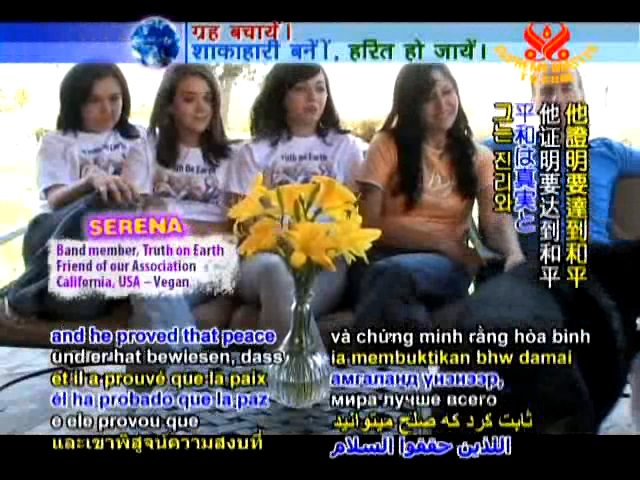 ग्रह बचायें।
शाकाहारी बनें, हरित हो जायें।
SUPREME MASTER
他證明要達到和平
他证明要达到和平
平和は真実と
그는 진리와
Truth on Earth
SERENA
Band member, Truth on Earth
Friend of our Association
California, USA – Vegan
and he proved that peace
und er hat bewiesen, dass
et il a prouvé que la paix
él ha probado que la paz
e ele provou que
และเขาพิสูจน์ความสงบที่
và chứng minh rằng hòa bình
ia membuktikan bhw damai
амгаланд үнэнээр,
мира лучше всего
ثابت کرد که صلح میتوانید
اللذين حققوا السلام